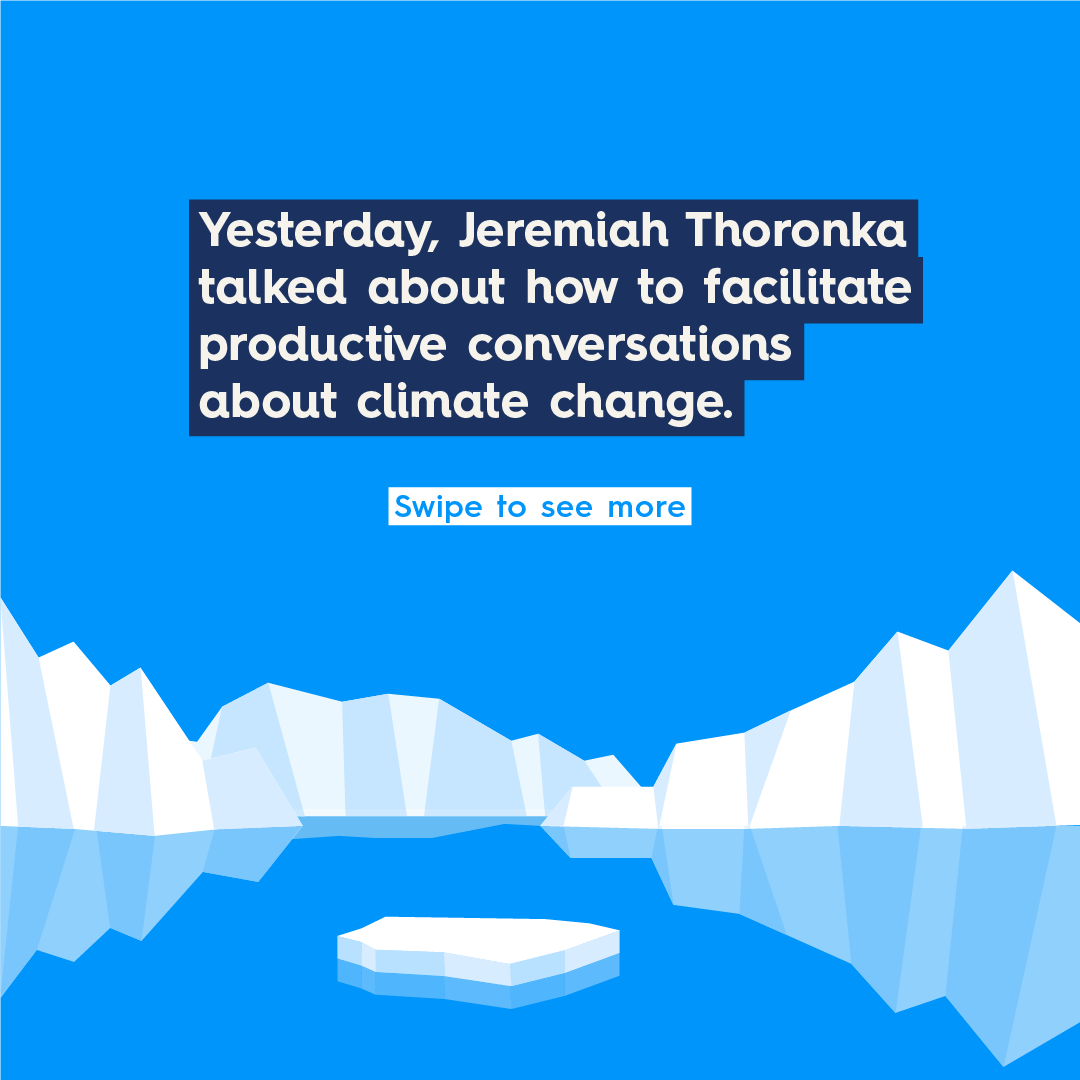 Yesterday, Jeremiah Thoronka
talked about how to facilitate
productive conversations
about climate change.
Swipe to see more